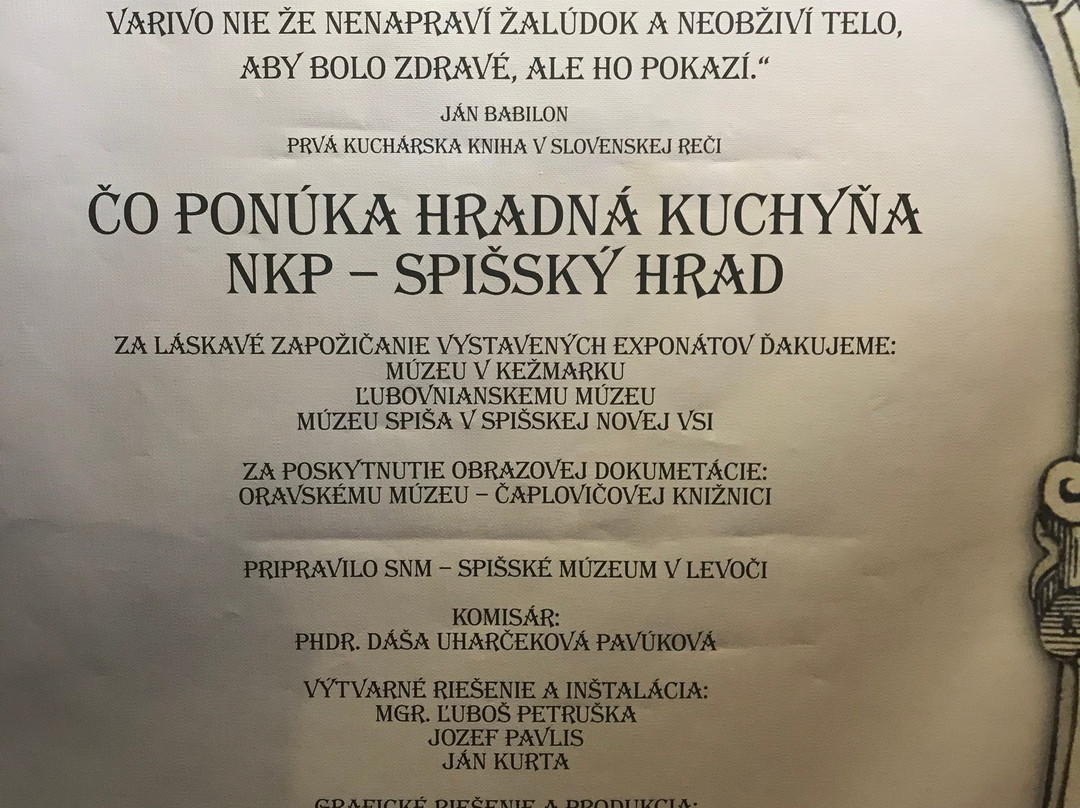 VARIVO NIE ŽE NENAPRAVÍ ŽALÚDOK A NEOBŽIVÍ TELO,
ABY BOLO ZDRAVÉ, ALE HO POKAZÍ.“
JÁN BABILON
PRVÁ KUCHÁRSKA KNIHA V SLOVENSKEJ REČI
ČO PONÚKA HRADNÁ KUCHYŇA
NKP – SPIŠSKÝ HRAD
ZA LÁSKAVÉ ZAPOŽIČANIE VYSTAVENÝCH EXPONÁTOV ĎAKUJEME:
MÚZEU V KEŽMARKU
ĽUBOVNIANSKEMU MÚZEU
MÚZEU SPIŠA V SPIŠSKEJ NOVEJ VSI
ZA POSKYTNUTIE OBRAZOVEJ DOKUMETÁCIE:
ORAVSKÉMU MÚZEU – ČAPLOVIČOVEJ KNIŽNICI
PRIPRAVILO SNM – SPIŠSKÉ MÚZEUM V LEVOČI
KOMISÁR:
PHDR. DÁŠA UHARČEKOVÁ PAVÚKOVÁ
VÝTVARNÉ RIEŠENIE A INŠTALÁCIA:
MGR. ĽUBOŠ PETRUŠKA
JOZEF PAVLIS
JÁN KURTA
GRAFICKÉ RIEŠENIE A PRODUKCIA: